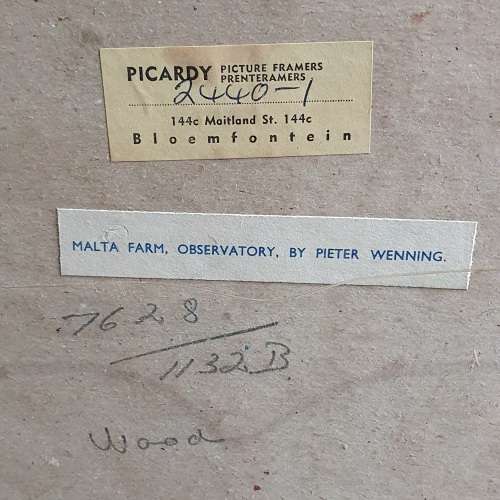 PICARDY PICTURE FRAMERS
PRENTERAMERS
2440-1
144c Maitland St. 144c
Bloemfontein
MALTA FARM, OBSERVATORY, BY PIETER WENNING.
7628
1132B
Wood